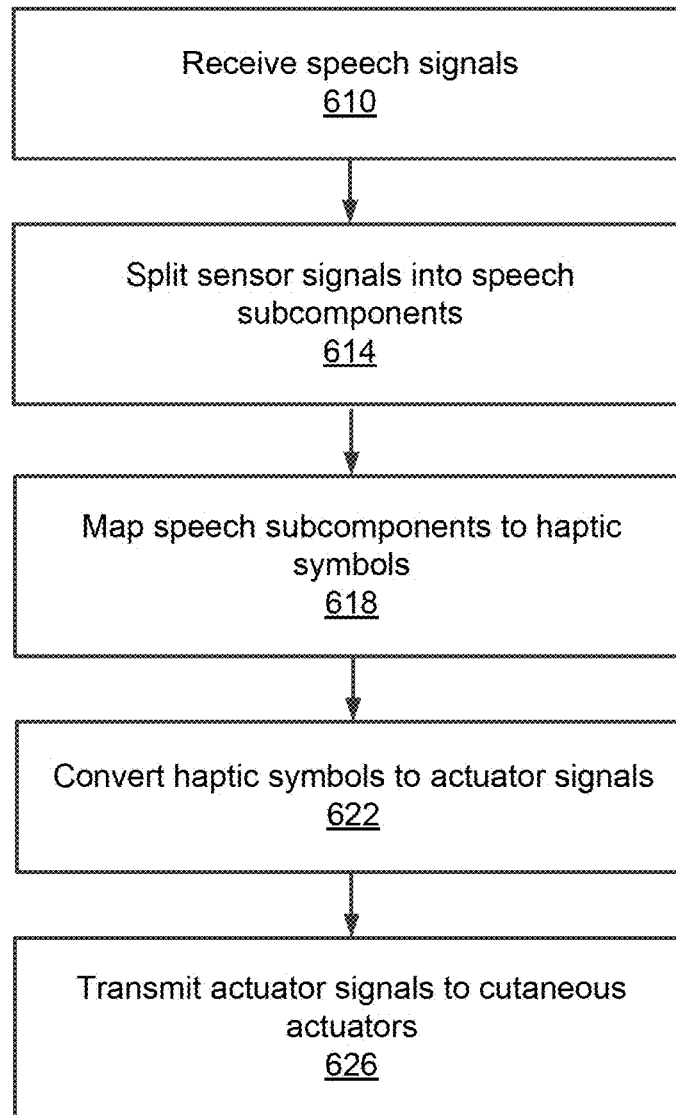 Receive speech signals
610
Split sensor signals into speech
subcomponents
614
Map speech subcomponents to haptic
symbols
618
Convert haptic symbols to actuator signals
622
Transmit actuator signals to cutaneous
actuators
626